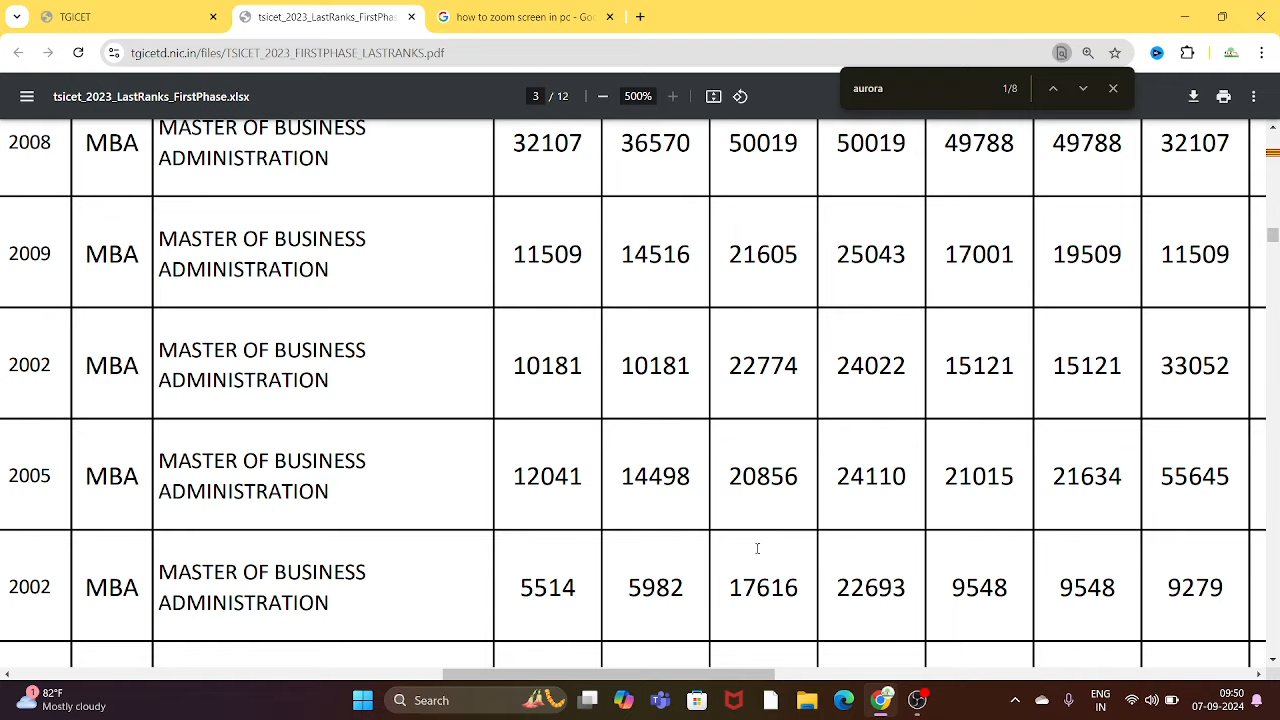 TGICET
tsicet_2023_LastRanks_FirstPhas
how to zoom screen in pc - Goo
tgicetd.nic.in/files/TSICET_2023_FIRSTPHASE_LASTRANKS.pdf
aurora 1/8
tsicet_2023_LastRanks_FirstPhase.xlsx
3 / 12
500%
2008 MBA MASTER OF BUSINESS
ADMINISTRATION 32107 36570 50019 50019 49788 49788 32107
2009 MBA MASTER OF BUSINESS
ADMINISTRATION 11509 14516 21605 25043 17001 19509 11509
2002 MBA MASTER OF BUSINESS
ADMINISTRATION 10181 10181 22774 24022 15121 15121 33052
2005 MBA MASTER OF BUSINESS
ADMINISTRATION 12041 14498 20856 24110 21015 21634 55645
2002 MBA MASTER OF BUSINESS
ADMINISTRATION 5514 5982 17616 22693 9548 9548 9279
1
82°F
Mostly cloudy
Search
ENG
IN
09:50
07-09-2024